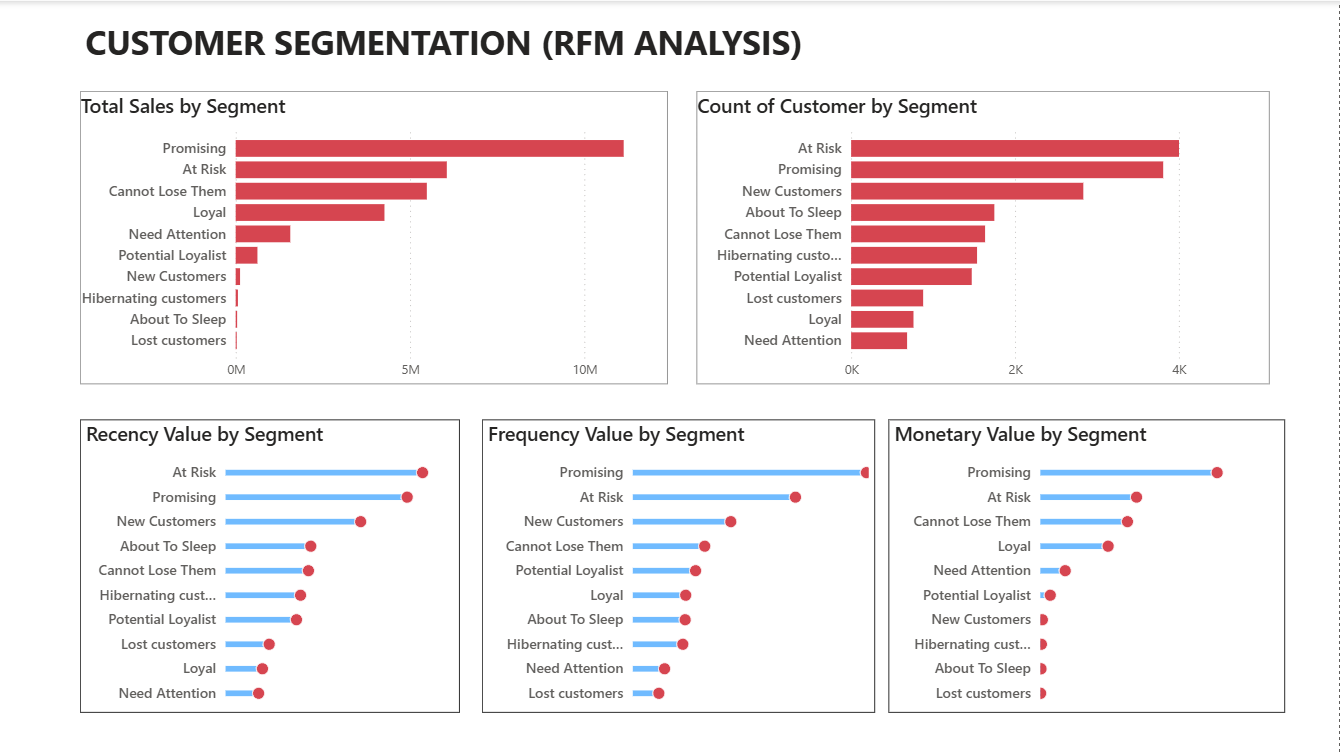 CUSTOMER SEGMENTATION (RFM ANALYSIS)
Total Sales by Segment
Promising
At Risk
Cannot Lose Them
Loyal
Need Attention
Potential Loyalist
New Customers
Hibernating customers
About To Sleep
Lost customers
0M 5M 10M
Count of Customer by Segment
At Risk
Promising
New Customers
About To Sleep
Cannot Lose Them
Hibernating custo...
Potential Loyalist
Lost customers
Loyal
Need Attention
0K 2K 4K
Recency Value by Segment
At Risk
Promising
New Customers
About To Sleep
Cannot Lose Them
Hibernating cust...
Potential Loyalist
Lost customers
Loyal
Need Attention
Frequency Value by Segment
Promising
At Risk
New Customers
Cannot Lose Them
Potential Loyalist
Loyal
About To Sleep
Hibernating cust...
Need Attention
Lost customers
Monetary Value by Segment
Promising
At Risk
Cannot Lose Them
Loyal
Need Attention
Potential Loyalist
New Customers
Hibernating cust...
About To Sleep
Lost customers